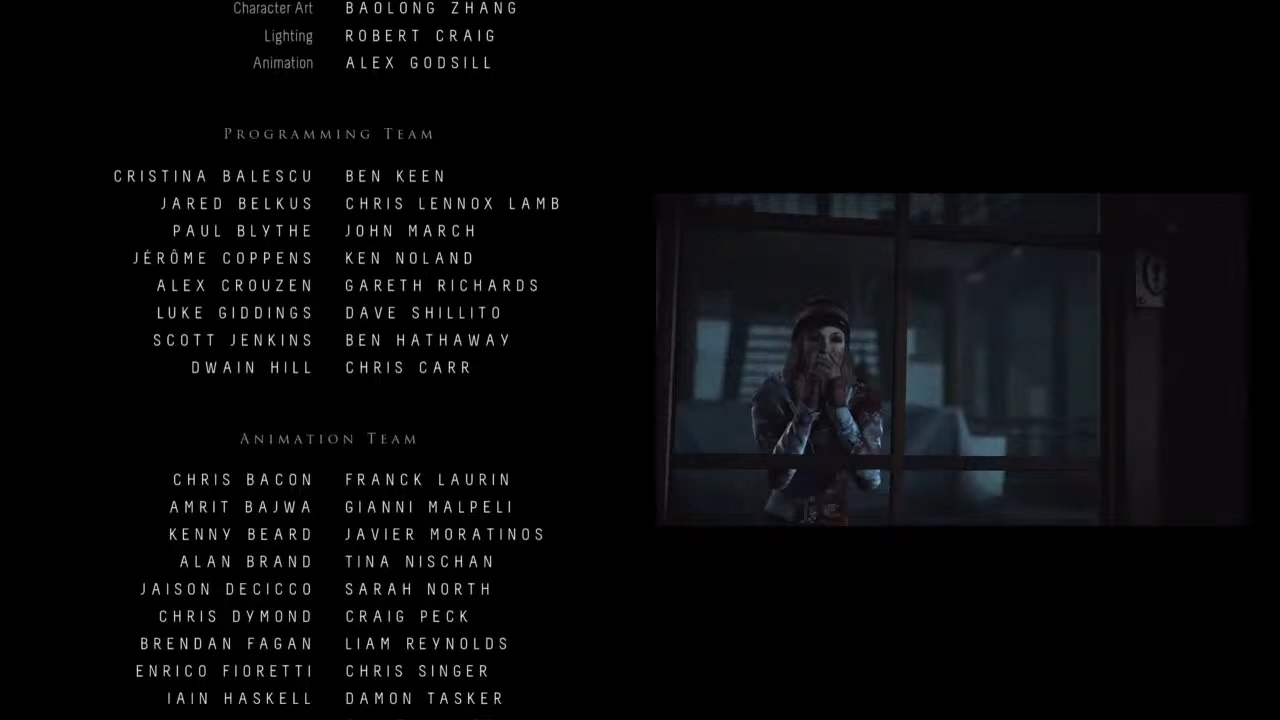 Character Art BAOLONG ZHANG
Lighting ROBERT CRAIG
Animation ALEX GODSILL
PROGRAMMING TEAM
CRISTINA BALESCU BEN KEEN
JARED BELKUS CHRIS LENNOX LAMB
PAUL BLYTHE JOHN MARCH
JÉRÔME COPPENS KEN NOLAND
ALEX CROUZEN GARETH RICHARDS
LUKE GIDDINGS DAVE SHILLITO
SCOTT JENKINS BEN HATHAWAY
DWAIN HILL CHRIS CARR
ANIMATION TEAM
CHRIS BACON FRANCK LAURIN
AMRIT BAJWA GIANNI MALPELI
KENNY BEARD JAVIER MORATINOS
ALAN BRAND TINA NISCHAN
JAISON DECICCO SARAH NORTH
CHRIS DYMOND CRAIG PECK
BRENDAN FAGAN LIAM REYNOLDS
ENRICO FIORETTI CHRIS SINGER
IAIN HASKELL DAMON TASKER